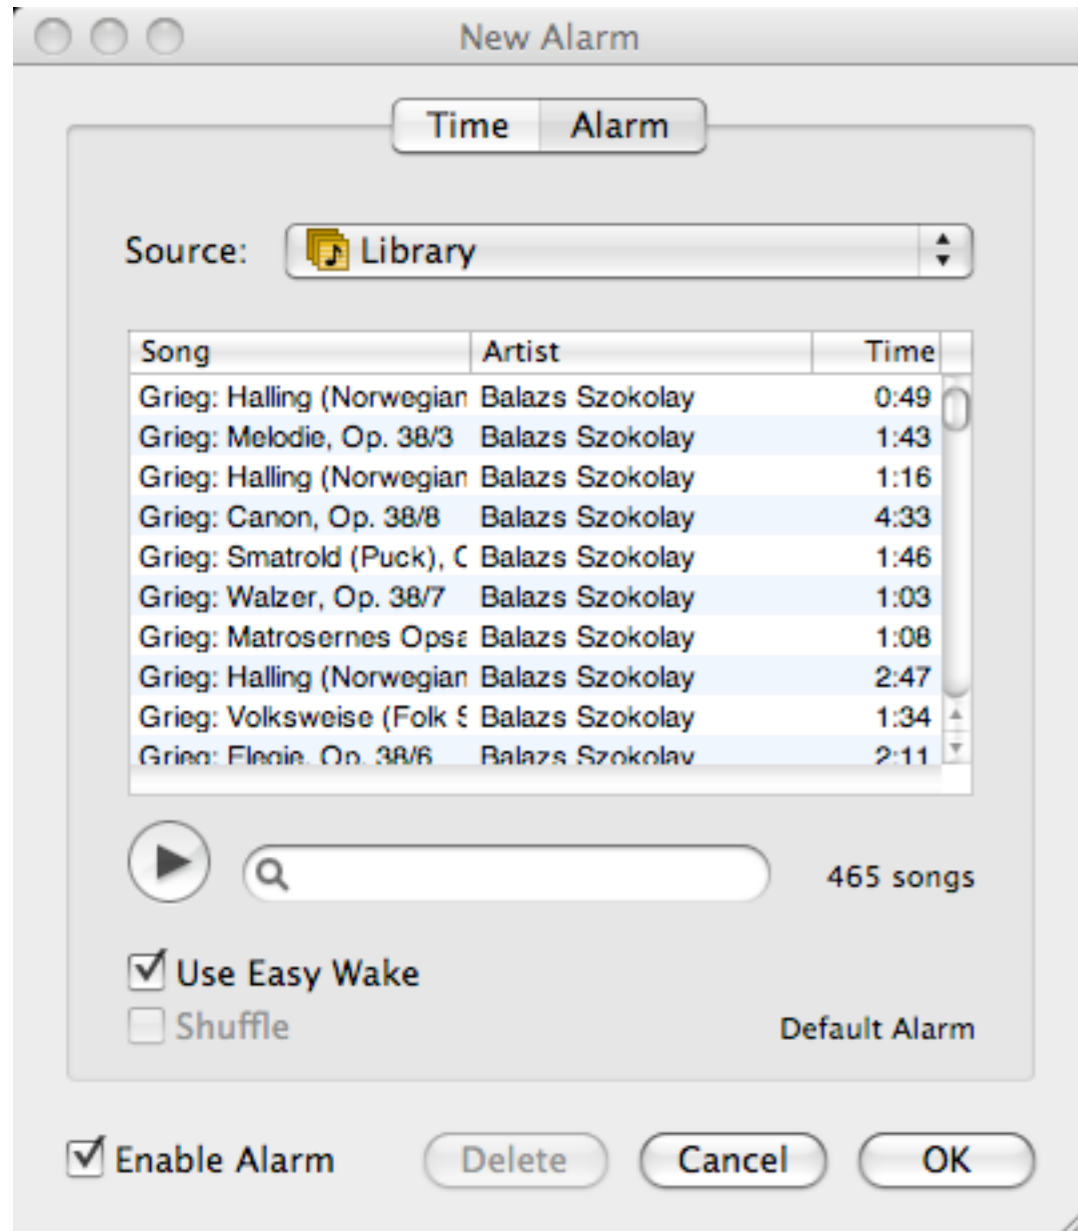 New Alarm
Time Alarm
Source: Library
Song Artist Time
Grieg: Halling (Norwegian Balazs Szokolay 0:49
Grieg: Melodie, Op. 38/3 Balazs Szokolay 1:43
Grieg: Halling (Norwegian Balazs Szokolay 1:16
Grieg: Canon, Op. 38/8 Balazs Szokolay 4:33
Grieg: Smatrold (Puck), Balazs Szokolay 1:46
Grieg: Walzer, Op. 38/7 Balazs Szokolay 1:03
Grieg: Matrosernes Balazs Szokolay 1:08
Grieg: Halling (Norwegian Balazs Szokolay 2:47
Grieg: Volksweise (Folk Balazs Szokolay 1:34
Grieg: Elegie, Op. 38/6 Balazs Szokolay 2:11
465 songs
Use Easy Wake
Shuffle Default Alarm
Enable Alarm Delete Cancel OK